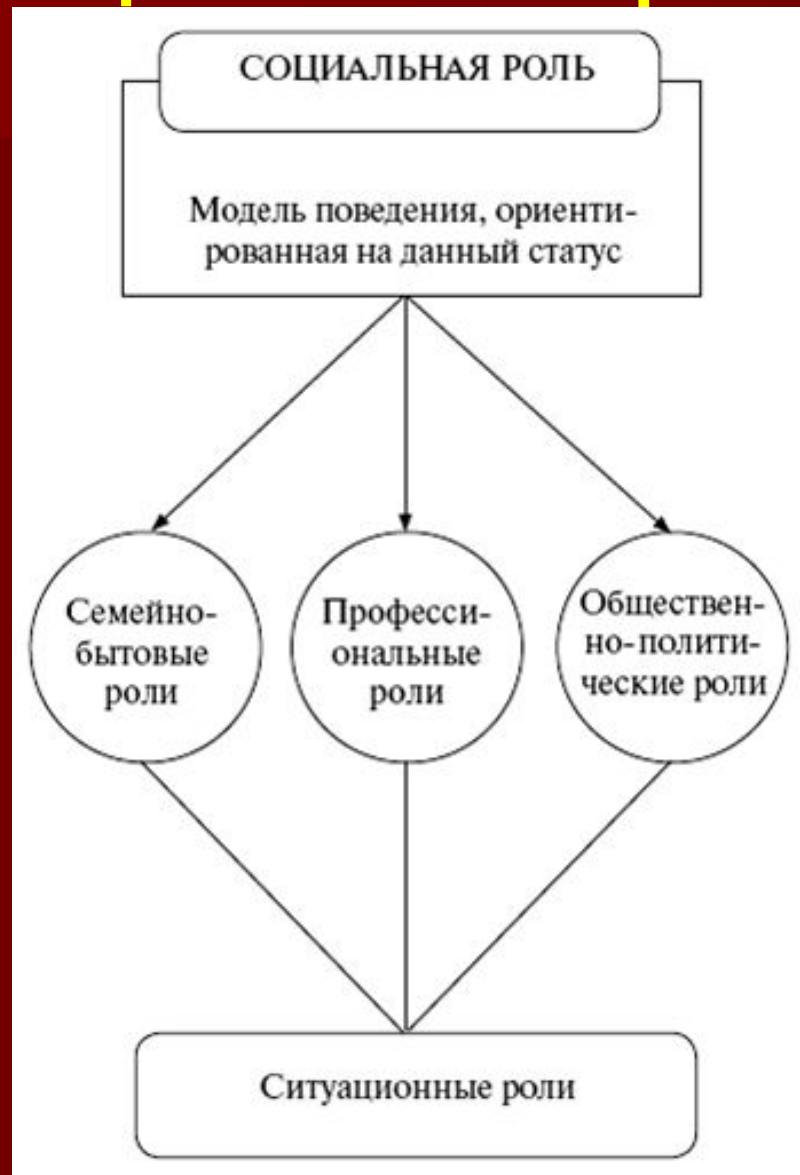 СОЦИАЛЬНАЯ РОЛЬ
Модель поведения, ориенти-
рованная на данный статус
Семейно-
бытовые
роли
Професси-
ональные
роли
Обществен-
но-полити-
ческие роли
Ситуационные роли